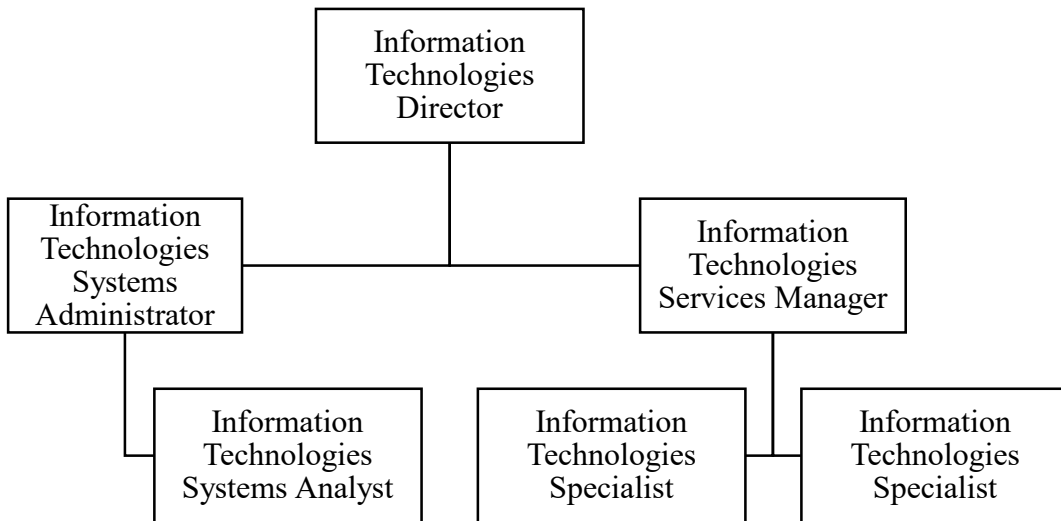 Information
Technologies
Director
Information
Technologies
Systems
Administrator
Information
Technologies
Services Manager
Information
Technologies
Systems Analyst
Information
Technologies
Specialist
Information
Technologies
Specialist